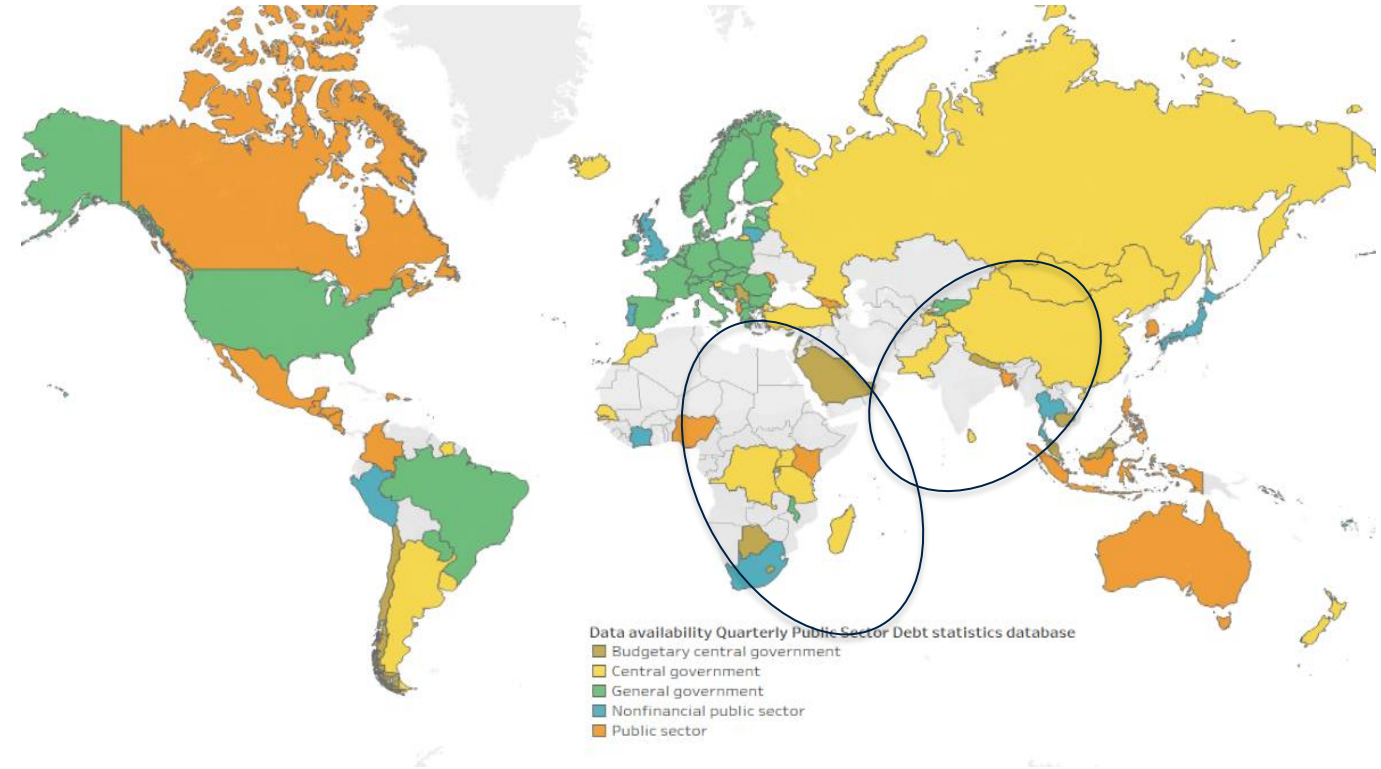 Data availability Quarterly Public Sector Debt statistics database
Budgetary central government
Central government
General government
Nonfinancial public sector
Public sector